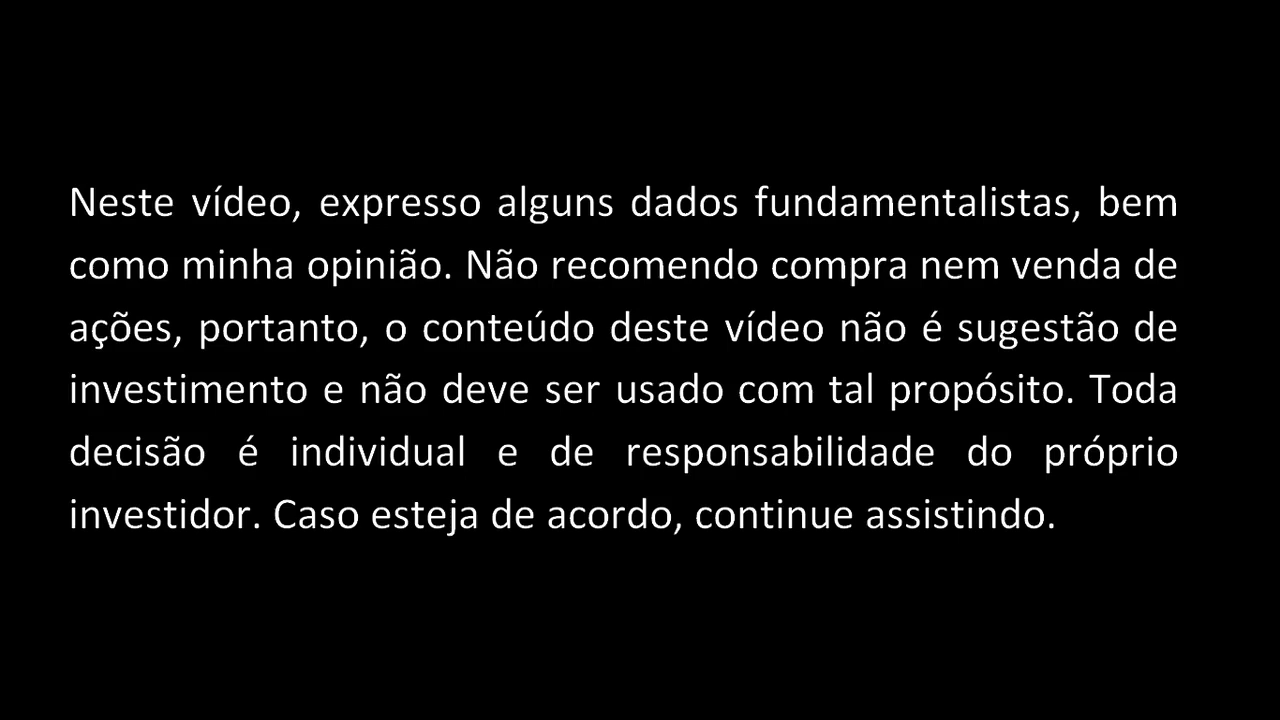 Neste vídeo, expresso alguns dados fundamentalistas, bem
como minha opinião. Não recomendo compra nem venda de
ações, portanto, o conteúdo deste vídeo não é sugestão de
investimento e não deve ser usado com tal propósito. Toda
decisão é individual e de responsabilidade do próprio
investidor. Caso esteja de acordo, continue assistindo.